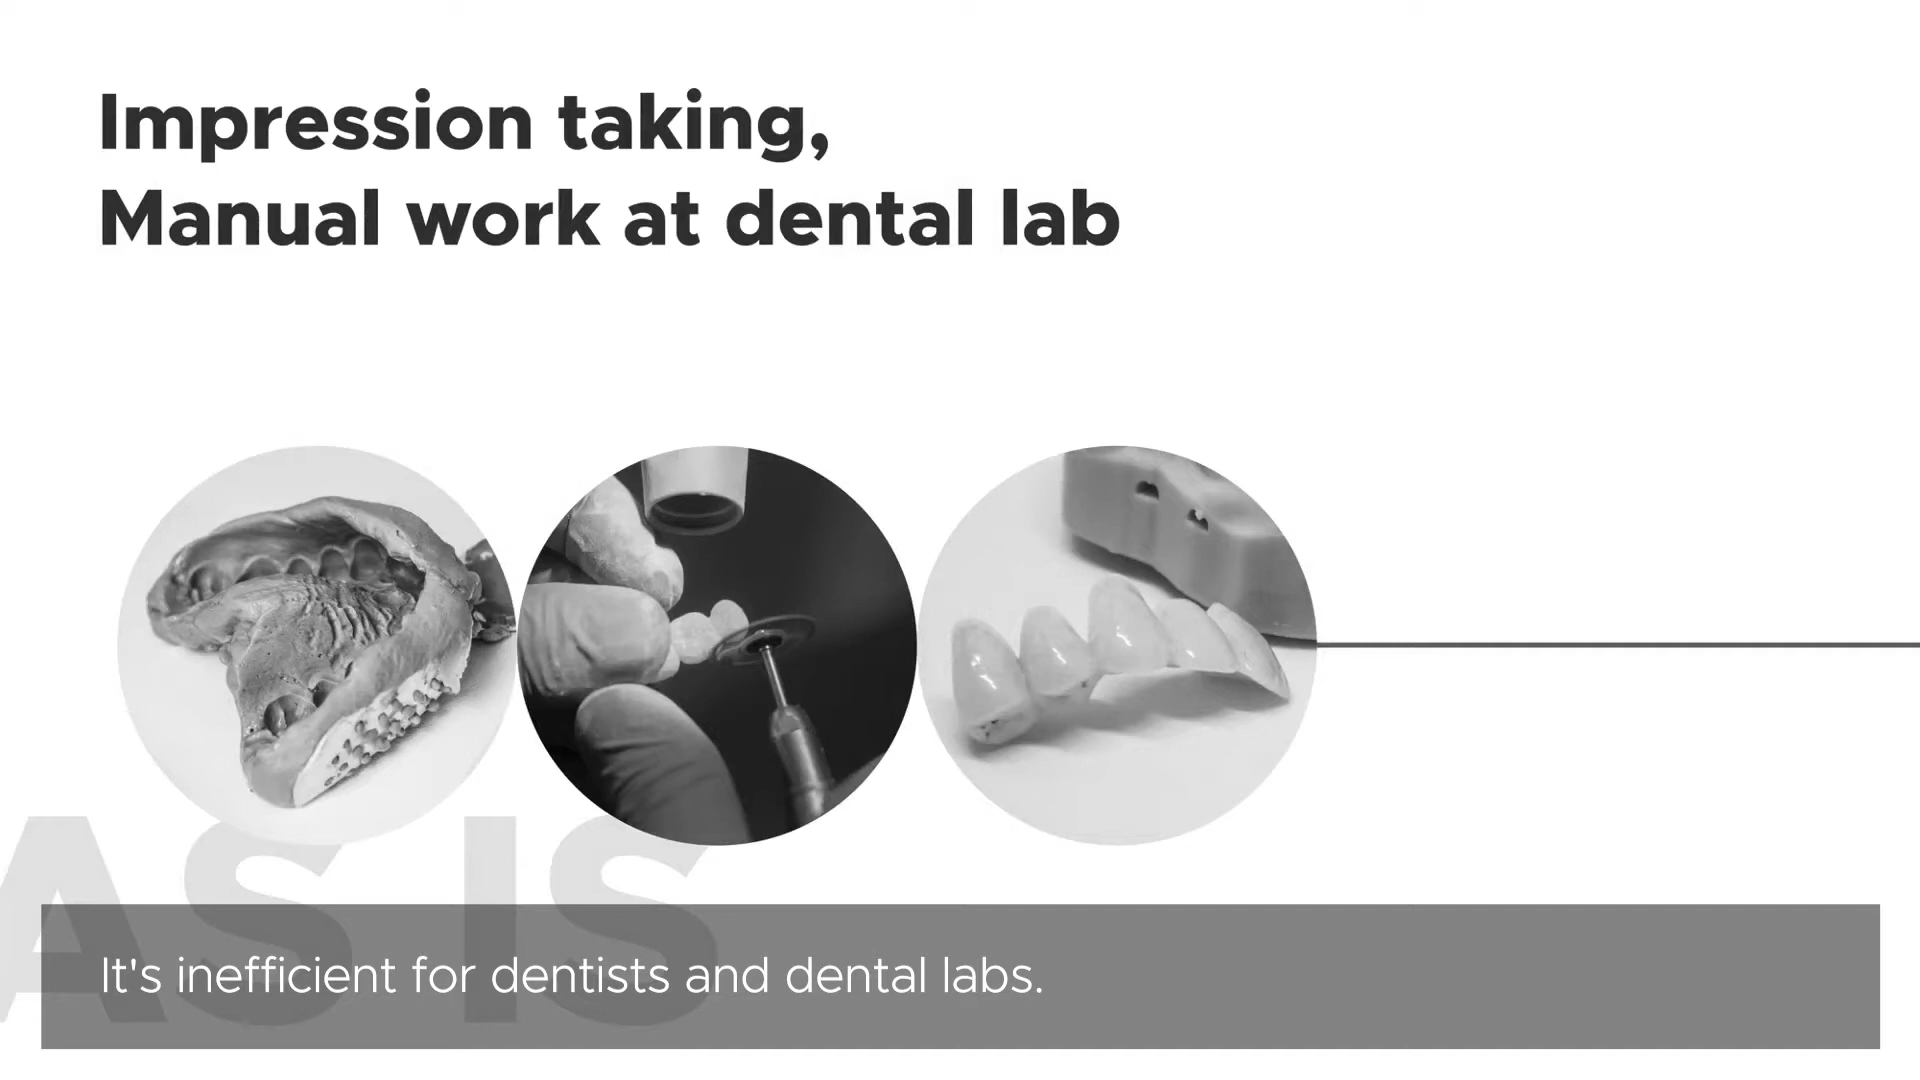 Impression taking,
Manual work at dental lab
AS IS
It's inefficient for dentists and dental labs.